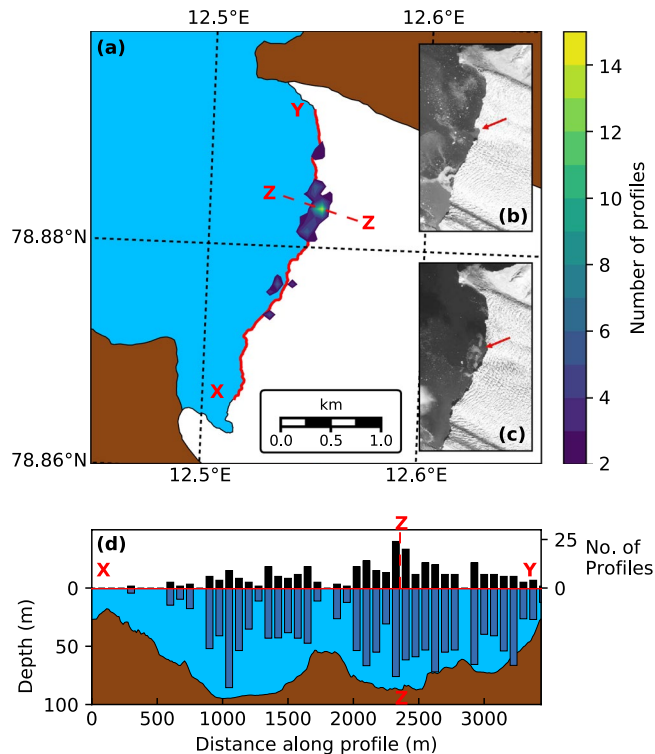 12.5°E
12.6°E
(a)
Y
Z
Z
X
78.88°N
78.86°N
12.5°E
12.6°E
km
0.0 0.5 1.0
(b)
(c)
14
12
10
8
6
4
2
Number of profiles
(d)
X
Z
Y
Z
25
0
No. of
Profiles
0
50
100
Depth (m)
0 500 1000 1500 2000 2500 3000
Distance along profile (m)